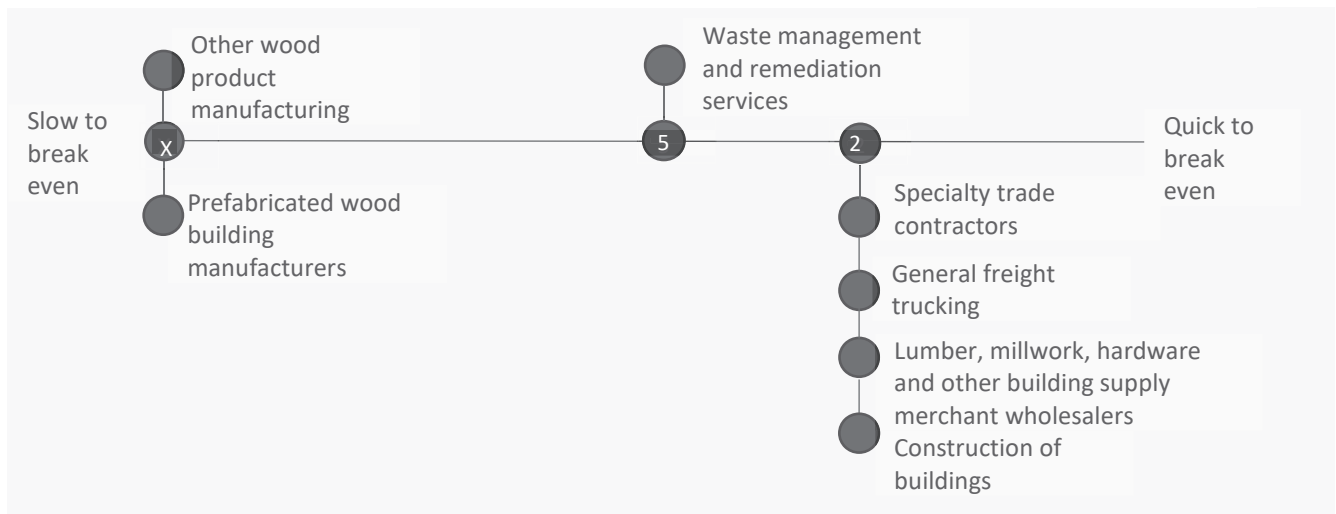 Slow to
break
even
Other wood
product
manufacturing
X
Prefabricated wood
building
manufacturers
Waste management
and remediation
services
5
2
Specialty trade
contractors
General freight
trucking
Lumber, millwork, hardware
and other building supply
merchant wholesalers
Construction of
buildings
Quick to
break
even